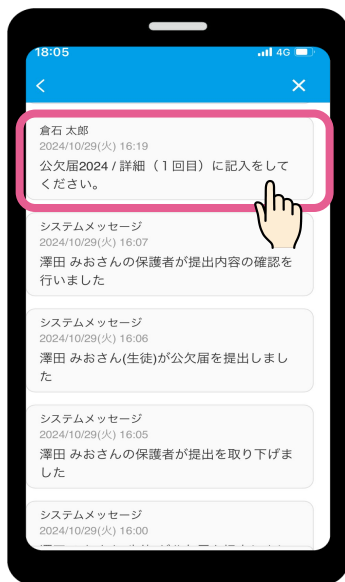 18:05
4G
倉石 太郎
2024/10/29(火) 16:19
公欠届2024 / 詳細（１回目）に記入をして
ください。
システムメッセージ
2024/10/29(火) 16:07
澤田 みおさんの保護者が提出内容の確認を
行いました
システムメッセージ
2024/10/29(火) 16:06
澤田 みおさん(生徒)が公欠届を提出しまし
た
システムメッセージ
2024/10/29(火) 16:05
澤田 みおさんの保護者が提出を取り下げま
した
システムメッセージ
2024/10/29(火) 16:00